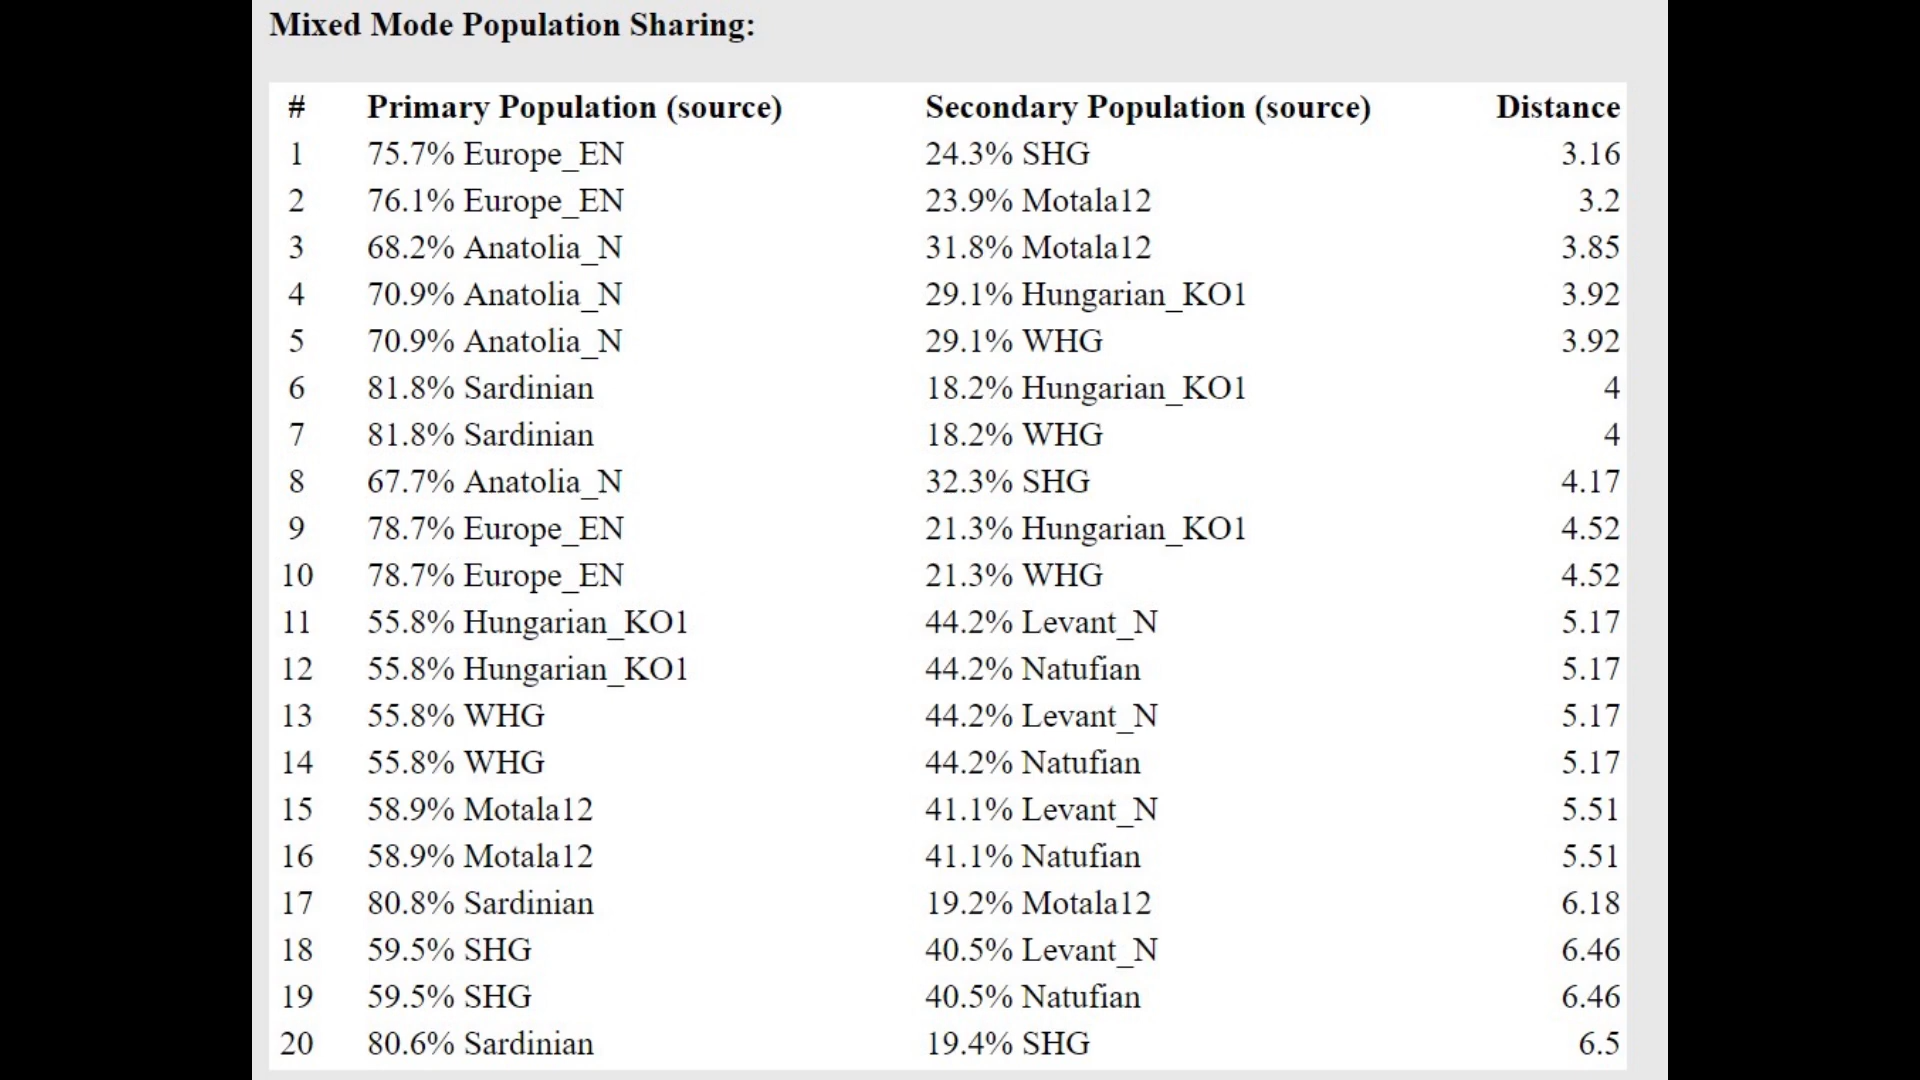 Mixed Mode Population Sharing:
# Primary Population (source) Secondary Population (source) Distance
1 75.7% Europe_EN 24.3% SHG 3.16
2 76.1% Europe_EN 23.9% Motala12 3.2
3 68.2% Anatolia_N 31.8% Motala12 3.85
4 70.9% Anatolia_N 29.1% Hungarian_KO1 3.92
5 70.9% Anatolia_N 29.1% WHG 3.92
6 81.8% Sardinian 18.2% Hungarian_KO1 4
7 81.8% Sardinian 18.2% WHG 4
8 67.7% Anatolia_N 32.3% SHG 4.17
9 78.7% Europe_EN 21.3% Hungarian_KO1 4.52
10 78.7% Europe_EN 21.3% WHG 4.52
11 55.8% Hungarian_KO1 44.2% Levant_N 5.17
12 55.8% Hungarian_KO1 44.2% Natufian 5.17
13 55.8% WHG 44.2% Levant_N 5.17
14 55.8% WHG 44.2% Natufian 5.17
15 58.9% Motala12 41.1% Levant_N 5.51
16 58.9% Motala12 41.1% Natufian 5.51
17 80.8% Sardinian 19.2% Motala12 6.18
18 59.5% SHG 40.5% Levant_N 6.46
19 59.5% SHG 40.5% Natufian 6.46
20 80.6% Sardinian 19.4% SHG 6.5